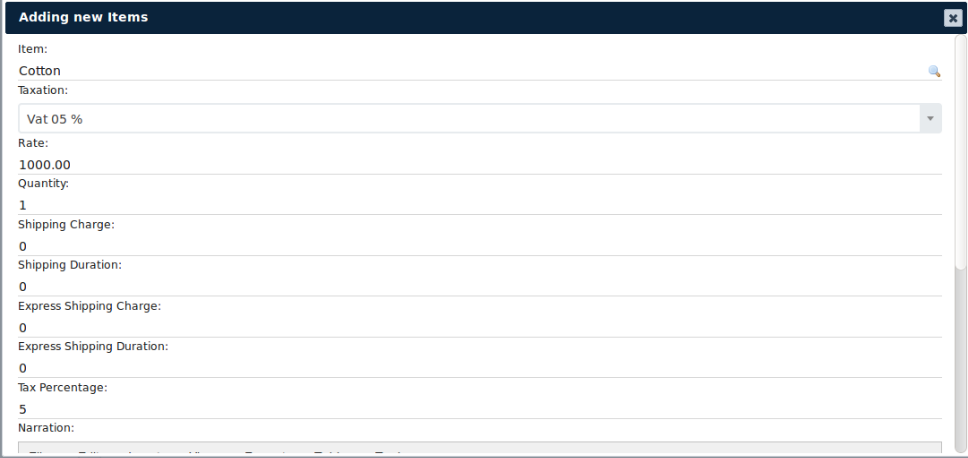 Adding new Items
Item:
Cotton
Taxation:
Vat 05 %
Rate:
1000.00
Quantity:
1
Shipping Charge:
0
Shipping Duration:
0
Express Shipping Charge:
0
Express Shipping Duration:
0
Tax Percentage:
5
Narration: